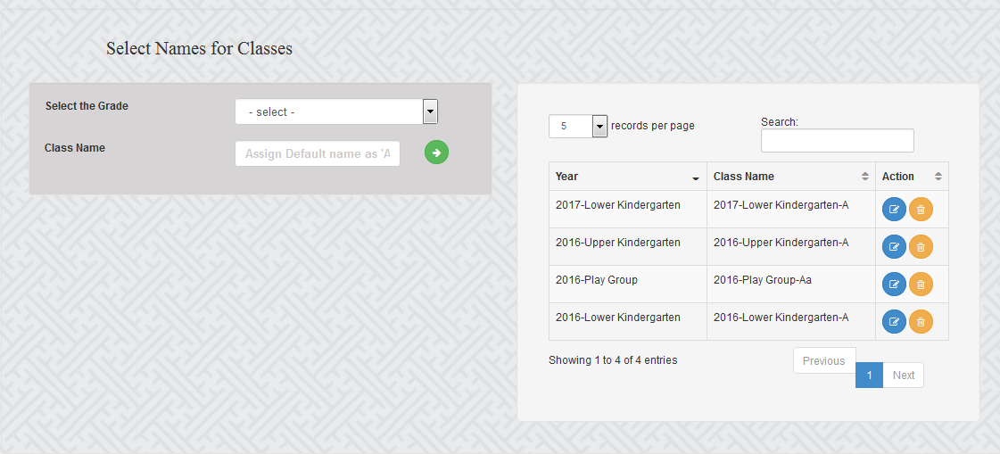 Select Names for Classes
Select the Grade
- select -
Class Name
Assign Default name as 'A
5 records per page
Search:
Year Class Name Action
2017-Lower Kindergarten 2017-Lower Kindergarten-A
2016-Upper Kindergarten 2016-Upper Kindergarten-A
2016-Play Group 2016-Play Group-Aa
2016-Lower Kindergarten 2016-Lower Kindergarten-A
Showing 1 to 4 of 4 entries
Previous
1 Next